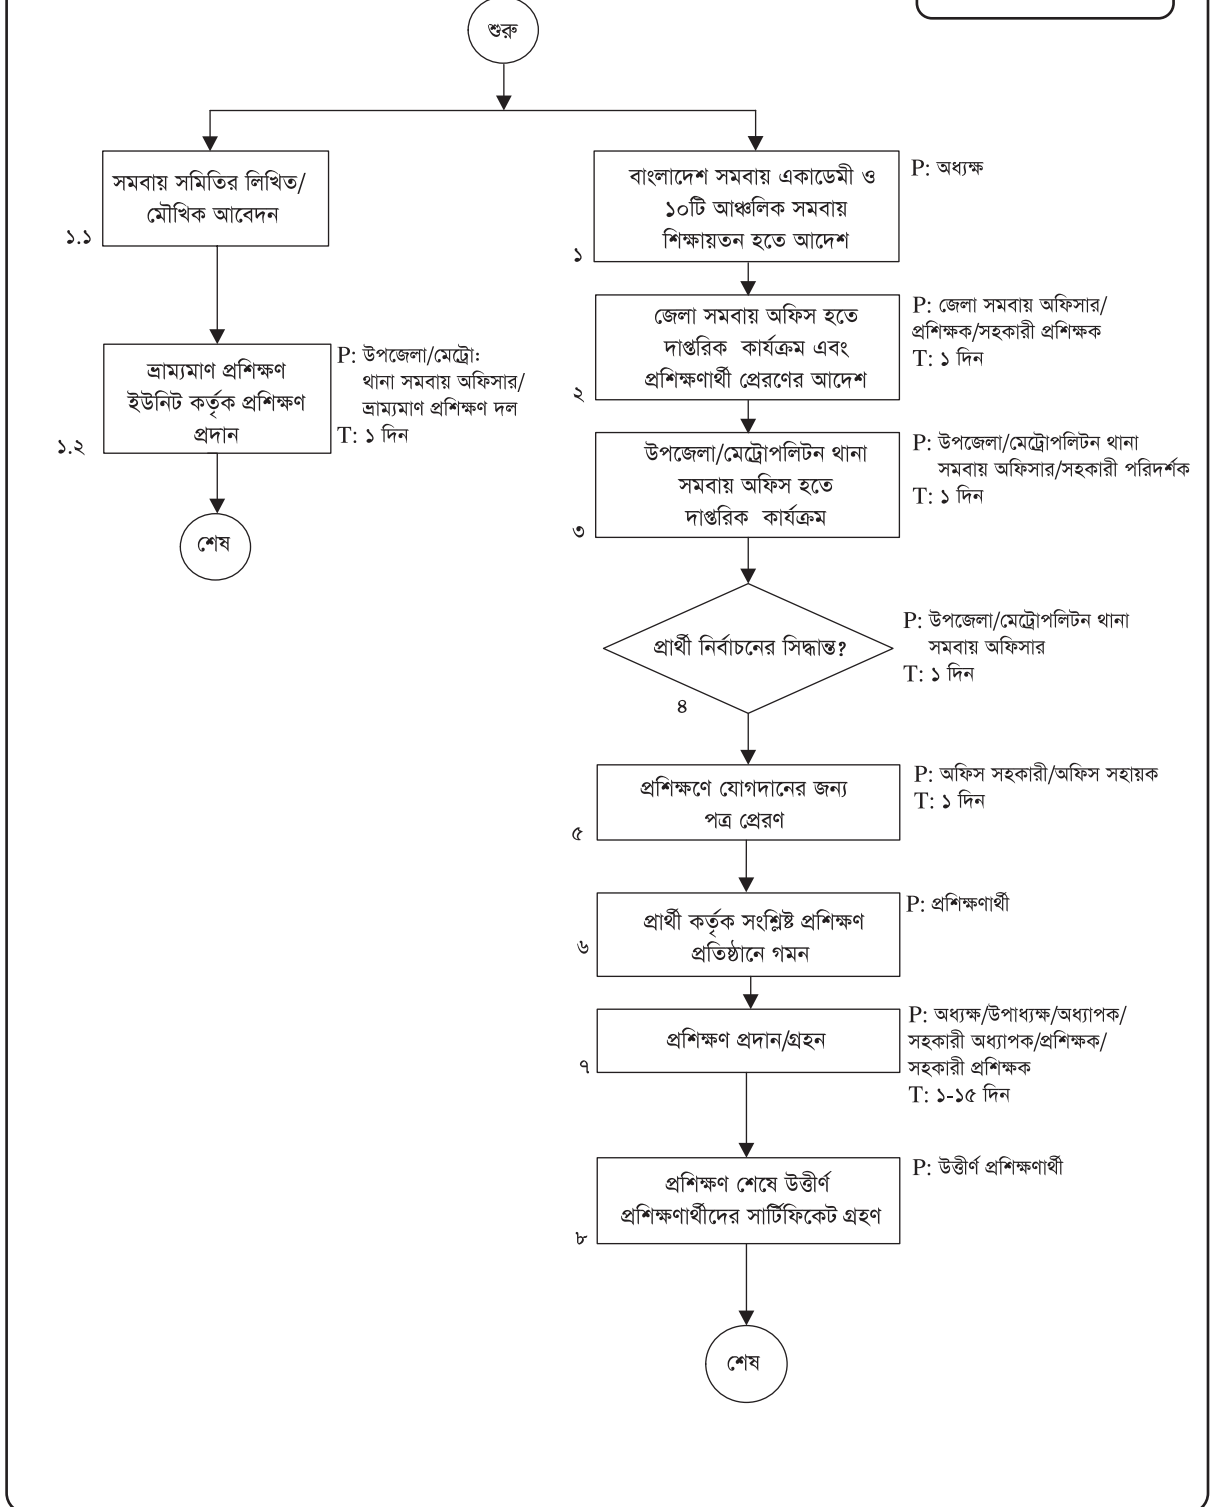 শুরু
সমবায় সমিতির লিখিত/
মৌখিক আবেদন
১.১
ভ্রাম্যমাণ প্রশিক্ষণ
ইউনিট কর্তৃক প্রশিক্ষণ
প্রদান
১.২
P: উপজেলা/মেট্রো:
থানা সমবায় অফিসার/
ভ্রাম্যমাণ প্রশিক্ষণ দল
T: ১ দিন
শেষ
বাংলাদেশ সমবায় একাডেমী ও
১০টি আঞ্চলিক সমবায়
শিক্ষায়তন হতে আদেশ
১
P: অধ্যক্ষ
জেলা সমবায় অফিস হতে
দাপ্তরিক কার্যক্রম এবং
প্রশিক্ষণার্থী প্রেরণের আদেশ
২
P: জেলা সমবায় অফিসার/
প্রশিক্ষক/সহকারী প্রশিক্ষক
T: ১ দিন
উপজেলা/মেট্রোপলিটন থানা
সমবায় অফিস হতে
দাপ্তরিক কার্যক্রম
৩
P: উপজেলা/মেট্রোপলিটন থানা
সমবায় অফিসার/সহকারী পরিদর্শক
T: ১ দিন
প্রার্থী নির্বাচনের সিদ্ধান্ত?
৪
P: উপজেলা/মেট্রোপলিটন থানা
সমবায় অফিসার
T: ১ দিন
প্রশিক্ষণে যোগদানের জন্য
পত্র প্রেরণ
৫
P: অফিস সহকারী/অফিস সহায়ক
T: ১ দিন
প্রার্থী কর্তৃক সংশ্লিষ্ট প্রশিক্ষণ
প্রতিষ্ঠানে গমন
৬
P: প্রশিক্ষণার্থী
প্রশিক্ষণ প্রদান/গ্রহন
৭
P: অধ্যক্ষ/উপাধ্যক্ষ/অধ্যাপক/
সহকারী অধ্যাপক/প্রশিক্ষক/
সহকারী প্রশিক্ষক
T: ১-১৫ দিন
প্রশিক্ষণ শেষে উত্তীর্ণ
প্রশিক্ষণার্থীদের সার্টিফিকেট গ্রহণ
৮
P: উত্তীর্ণ প্রশিক্ষণার্থী
শেষ